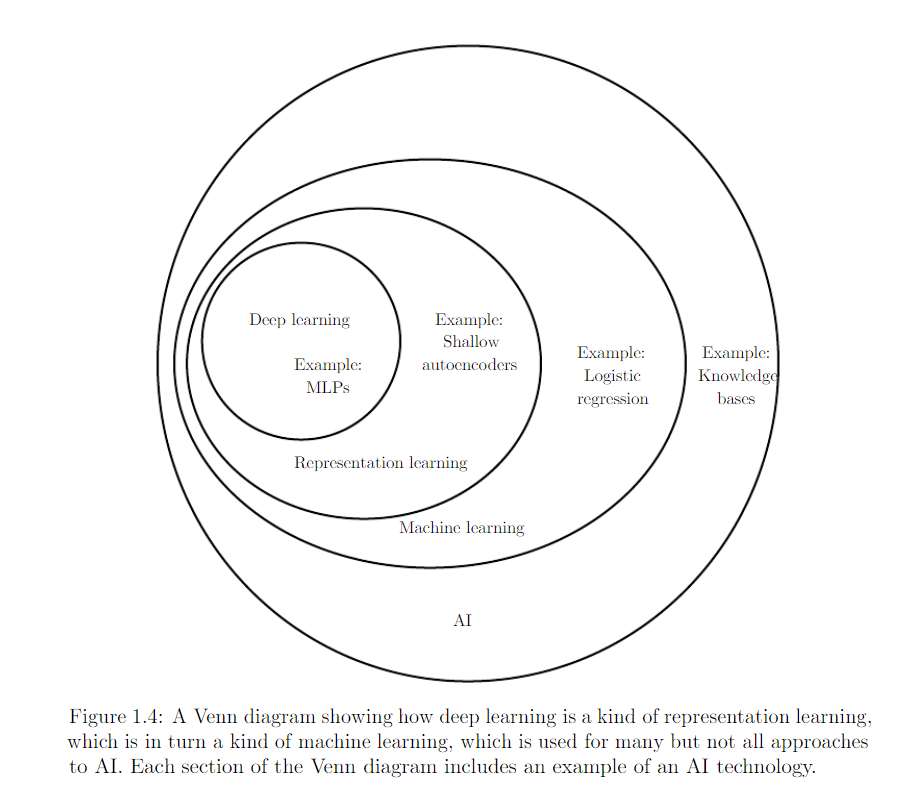 Deep learning
Example:
MLPs
Example:
Shallow
autoencoders
Example:
Logistic
regression
Example:
Knowledge
bases
Representation learning
Machine learning
AI
Figure 1.4: A Venn diagram showing how deep learning is a kind of representation learning,
which is in turn a kind of machine learning, which is used for many but not all approaches
to AI. Each section of the Venn diagram includes an example of an AI technology.